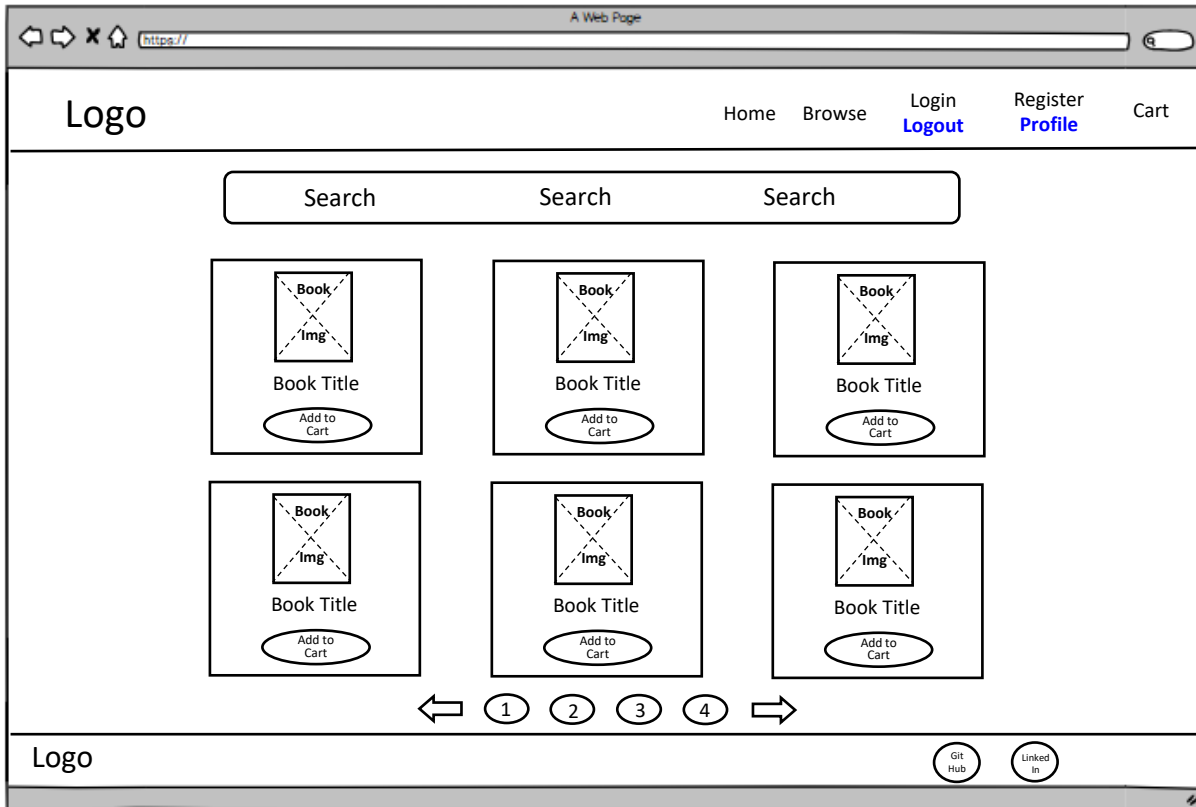 A Web Page
https://
Logo
Home Browse Login Register Cart
Logout Profile
Search Search Search
Book Book Book
Img Img Img
Book Title Book Title Book Title
Add to Add to Add to
Cart Cart Cart
Book Book Book
Img Img Img
Book Title Book Title Book Title
Add to Add to Add to
Cart Cart Cart
1 2 3 4
Logo
Git Linked
Hub In